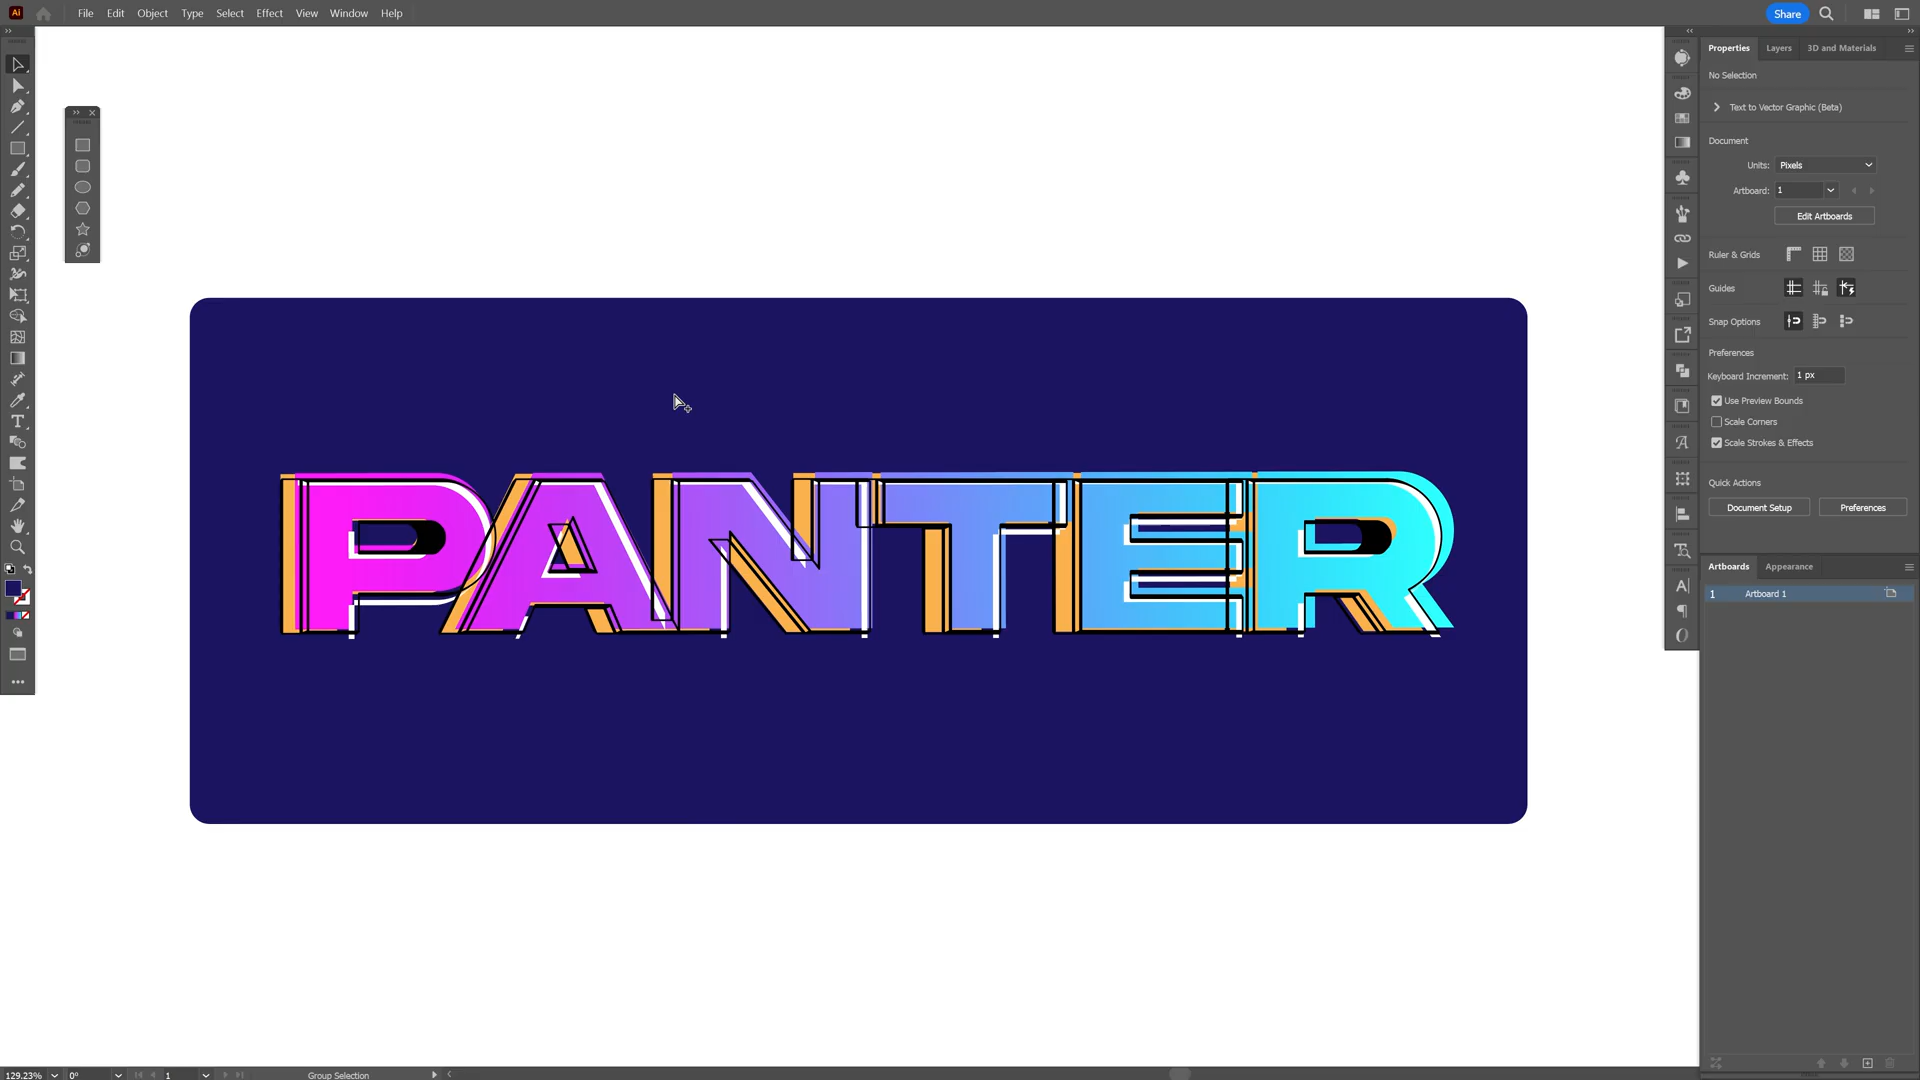 Ai File Edit Object Type Select Effect View Window Help Share
Properties Layers 3D and Materials
No Selection
Text to Vector Graphic (Beta)
Document
Units: Pixels
Artboard: 1
Edit Artboards
Ruler & Grids
Guides
Snap Options
Preferences
Keyboard Increment: 1 px
Use Preview Bounds
Scale Corners
Scale Strokes & Effects
Quick Actions
Document Setup Preferences
PANTER
Artboards Appearance
1 Artboard 1
129.23% 0° 1 Group Selection